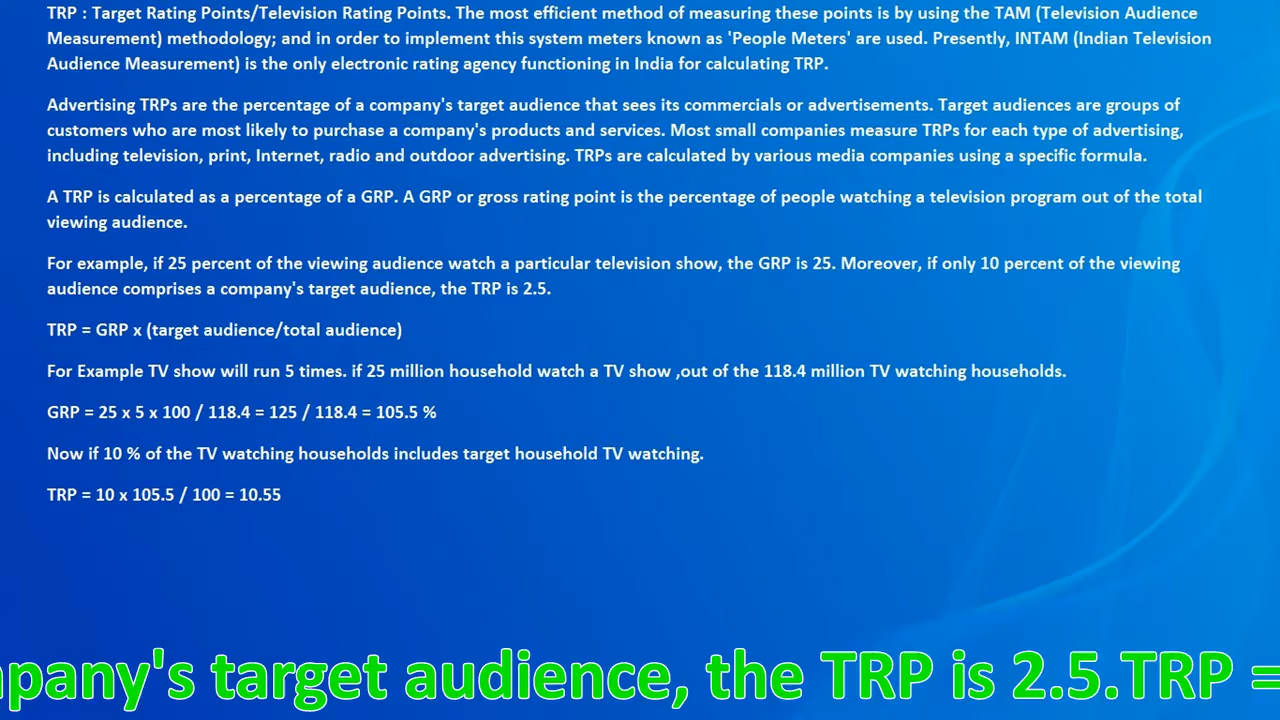 TRP : Target Rating Points/Television Rating Points. The most efficient method of measuring these points is by using the TAM (Television Audience
Measurement) methodology; and in order to implement this system meters known as 'People Meters' are used. Presently, INTAM (Indian Television
Audience Measurement) is the only electronic rating agency functioning in India for calculating TRP.
Advertising TRPs are the percentage of a company's target audience that sees its commercials or advertisements. Target audiences are groups of
customers who are most likely to purchase a company's products and services. Most small companies measure TRPs for each type of advertising,
including television, print, Internet, radio and outdoor advertising. TRPs are calculated by various media companies using a specific formula.
A TRP is calculated as a percentage of a GRP. A GRP or gross rating point is the percentage of people watching a television program out of the total
viewing audience.
For example, if 25 percent of the viewing audience watch a particular television show, the GRP is 25. Moreover, if only 10 percent of the viewing
audience comprises a company's target audience, the TRP is 2.5.
TRP = GRP x (target audience/total audience)
For Example TV show will run 5 times. if 25 million household watch a TV show ,out of the 118.4 million TV watching households.
GRP = 25 x 5 x 100 / 118.4 = 125 / 118.4 = 105.5 %
Now if 10 % of the TV watching households includes target household TV watching.
TRP = 10 x 105.5 / 100 = 10.55
mpany's target audience, the TRP is 2.5.TRP =